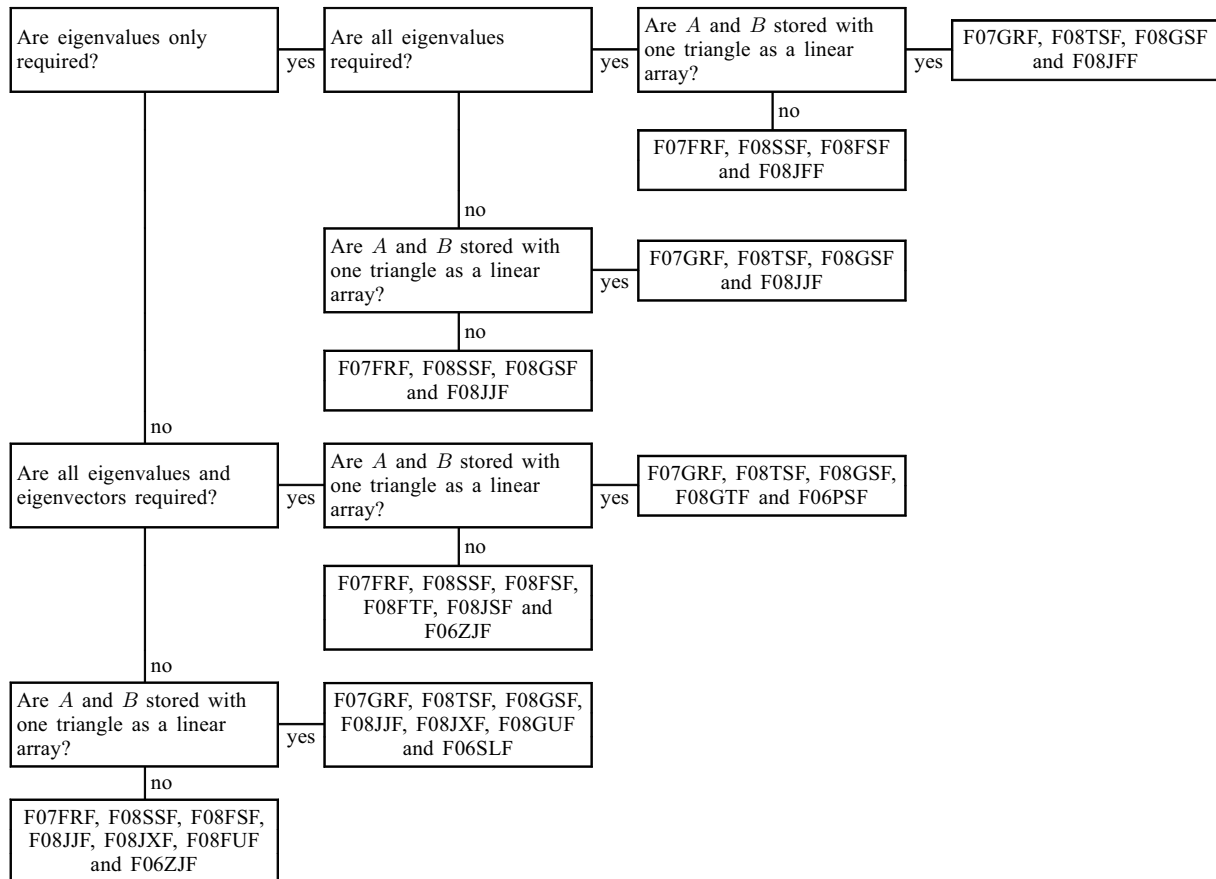 Are eigenvalues only
required?
yes
Are all eigenvalues
required?
yes
Are A and B stored with
one triangle as a linear
array?
yes
F07GRF, F08TSF, F08GSF
and F08JFF
no
F07FRF, F08SSF, F08FSF
and F08JFF
no
Are A and B stored with
one triangle as a linear
array?
yes
F07GRF, F08TSF, F08GSF
and F08JJF
no
F07FRF, F08SSF, F08GSF
and F08JJF
no
Are all eigenvalues and
eigenvectors required?
yes
Are A and B stored with
one triangle as a linear
array?
yes
F07GRF, F08TSF, F08GSF,
F08GTF and F06PSF
no
F07FRF, F08SSF, F08FSF,
F08FTF, F08JSF and
F06ZJF
no
Are A and B stored with
one triangle as a linear
array?
yes
F07GRF, F08TSF, F08GSF,
F08JJF, F08JXF, F08GUF
and F06SLF
no
F07FRF, F08SSF, F08FSF,
F08JJF, F08JXF, F08FUF
and F06ZJF